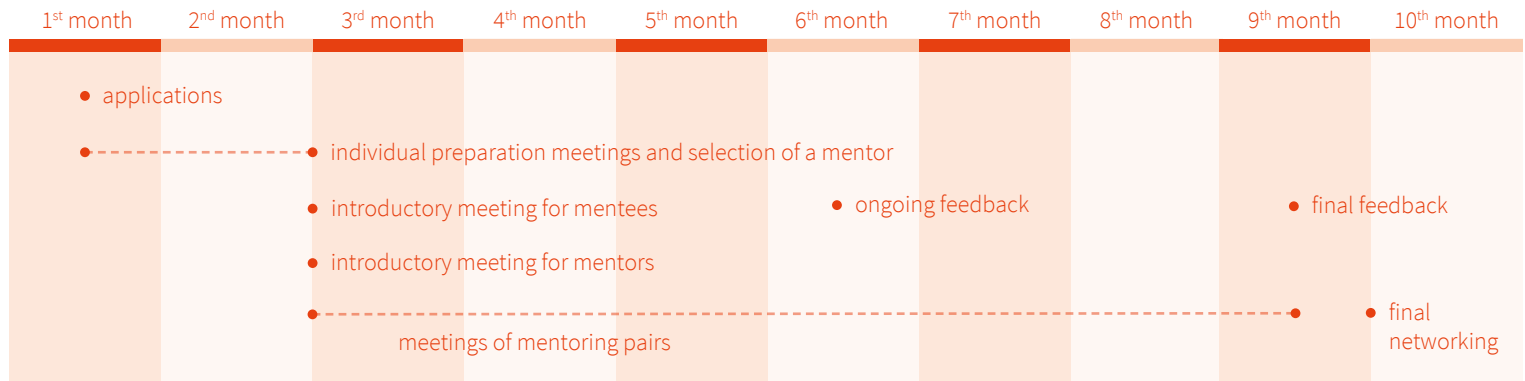 1st month 2nd month 3rd month 4th month 5th month 6th month 7th month 8th month 9th month 10th month
applications
individual preparation meetings and selection of a mentor
introductory meeting for mentees ongoing feedback final feedback
introductory meeting for mentors
final
networking
meetings of mentoring pairs